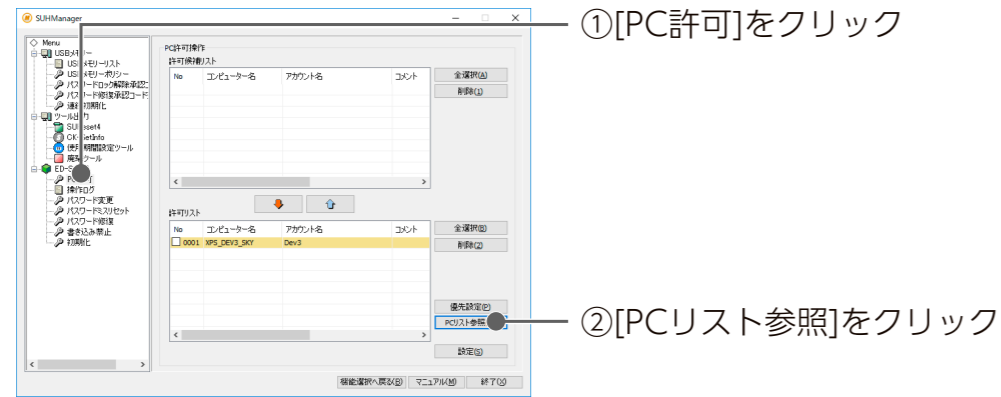 SUHManager
①[PC許可]をクリック
Menu
USBメモリー
USBメモリーリスト
USBメモリーポリシー
パスワードロック解除承認コ
パスワード修復承認コード
連続初期化
ツール出力
SUHReset4
CK-GetInfo
使用期間設定ツール
廃棄ツール
ED-S
操作ログ
パスワード変更
パスワードミスリセット
パスワード修復
書き込み禁止
初期化
PC許可操作
許可候補リスト
No コンピューター名 アカウント名 コメント
全選択(A)
削除(1)
許可リスト
No コンピューター名 アカウント名 コメント
0001 XPS_DEV3_SKY Dev3
全選択(B)
削除(2)
優先設定(P)
PCリスト参照
②[PCリスト参照]をクリック
設定(S)
機能選択へ戻る(B) マニュアル(M) 終了(X)